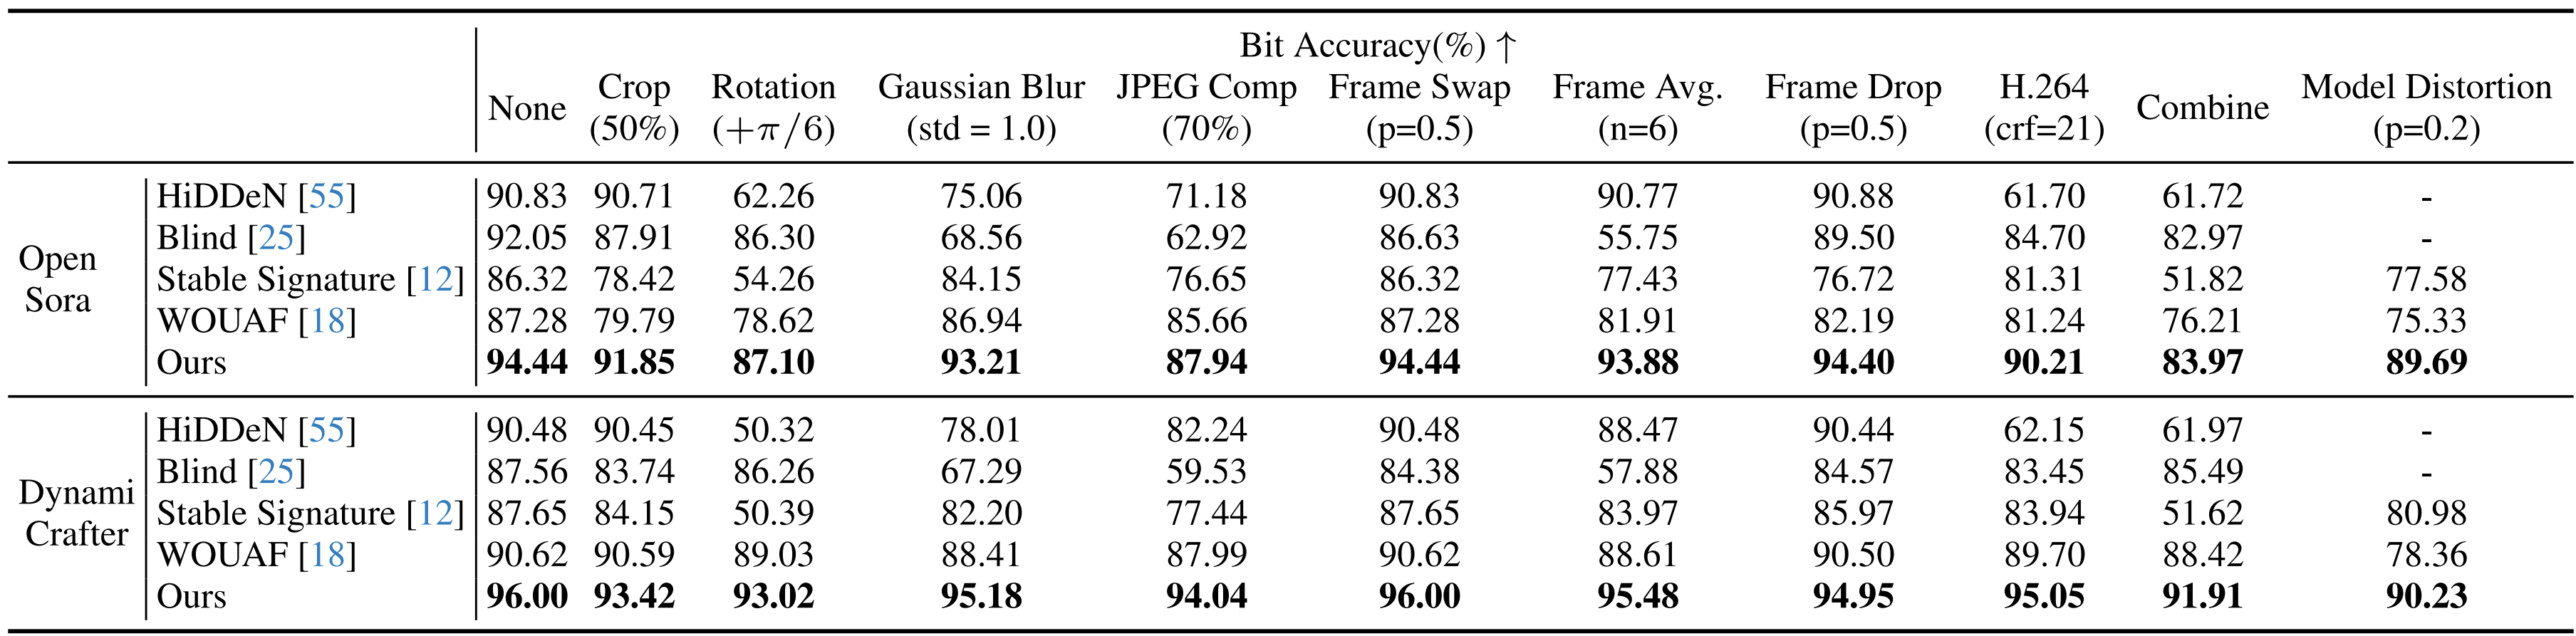 Bit Accuracy(%) ↑
None Crop (50%) Rotation (+π/6) Gaussian Blur (std = 1.0) JPEG Comp (70%) Frame Swap (p=0.5) Frame Avg. (n=6) Frame Drop (p=0.5) H.264 (crf=21) Combine Model Distortion (p=0.2)
Open Sora
HiDDeN [55] 90.83 90.71 62.26 75.06 71.18 90.83 90.77 90.88 61.70 61.72 -
Blind [25] 92.05 87.91 86.30 68.56 62.92 86.63 55.75 89.50 84.70 82.97 -
Stable Signature [12] 86.32 78.42 54.26 84.15 76.65 86.32 77.43 76.72 81.31 51.82 77.58
WOUAF [18] 87.28 79.79 78.62 86.94 85.66 87.28 81.91 82.19 81.24 76.21 75.33
Ours 94.44 91.85 87.10 93.21 87.94 94.44 93.88 94.40 90.21 83.97 89.69
Dynami Crafter
HiDDeN [55] 90.48 90.45 50.32 78.01 82.24 90.48 88.47 90.44 62.15 61.97 -
Blind [25] 87.56 83.74 86.26 67.29 59.53 84.38 57.88 84.57 83.45 85.49 -
Stable Signature [12] 87.65 84.15 50.39 82.20 77.44 87.65 83.97 85.97 83.94 51.62 80.98
WOUAF [18] 90.62 90.59 89.03 88.41 87.99 90.62 88.61 90.50 89.70 88.42 78.36
Ours 96.00 93.42 93.02 95.18 94.04 96.00 95.48 94.95 95.05 91.91 90.23